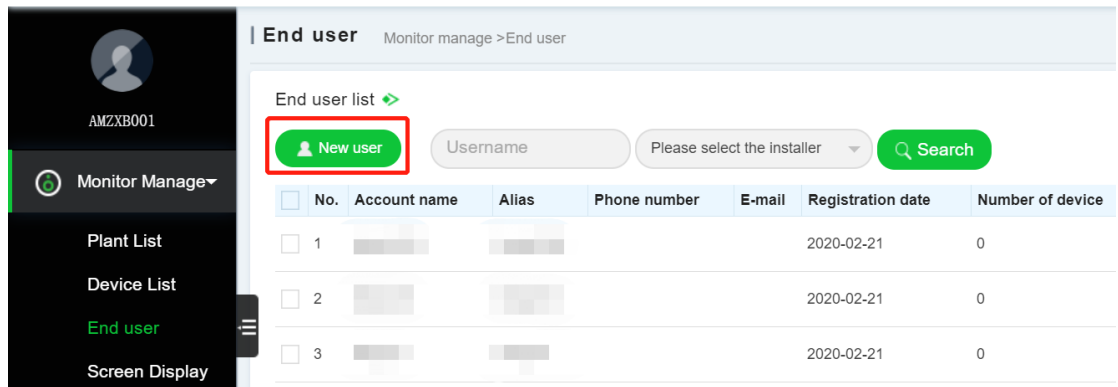 AMZXB001
Monitor Manage
Plant List
Device List
End user
Screen Display
End user Monitor manage >End user
End user list
New user Username Please select the installer Search
No. Account name Alias Phone number E-mail Registration date Number of device
1 2020-02-21 0
2 2020-02-21 0
3 2020-02-21 0